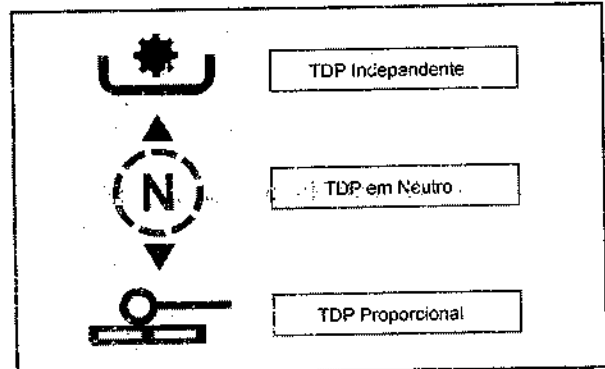 TDP Independente
N
TDP em Neutro
TDP Proporcional